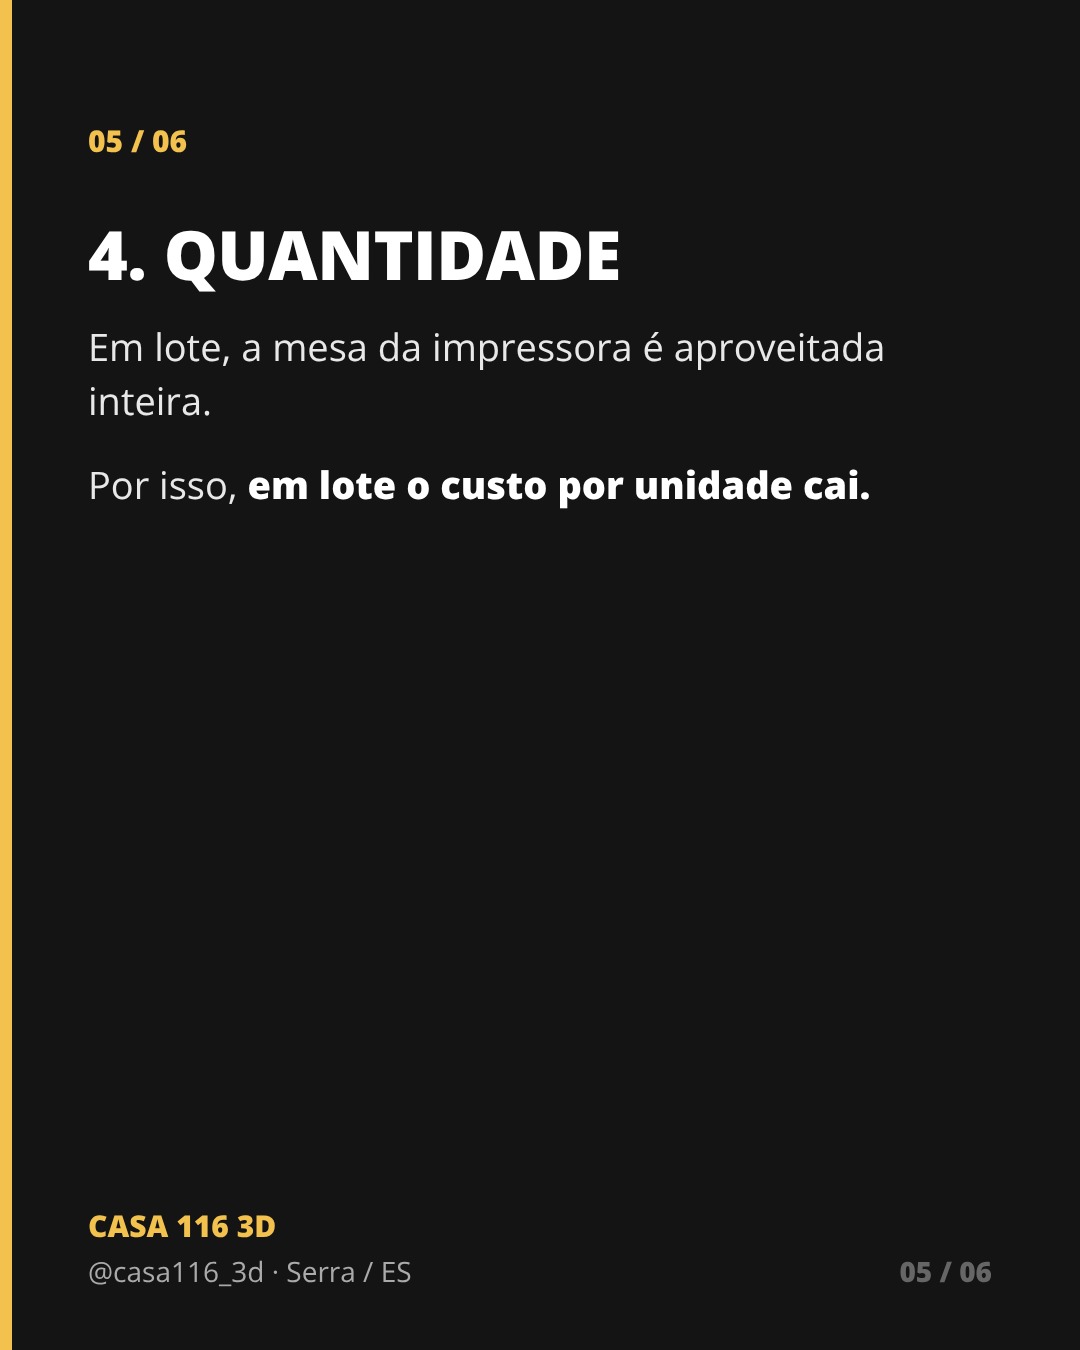 05 / 06
4. QUANTIDADE
Em lote, a mesa da impressora é aproveitada
inteira.
Por isso, em lote o custo por unidade cai.
CASA 116 3D
@casa116_3d · Serra / ES
05 / 06